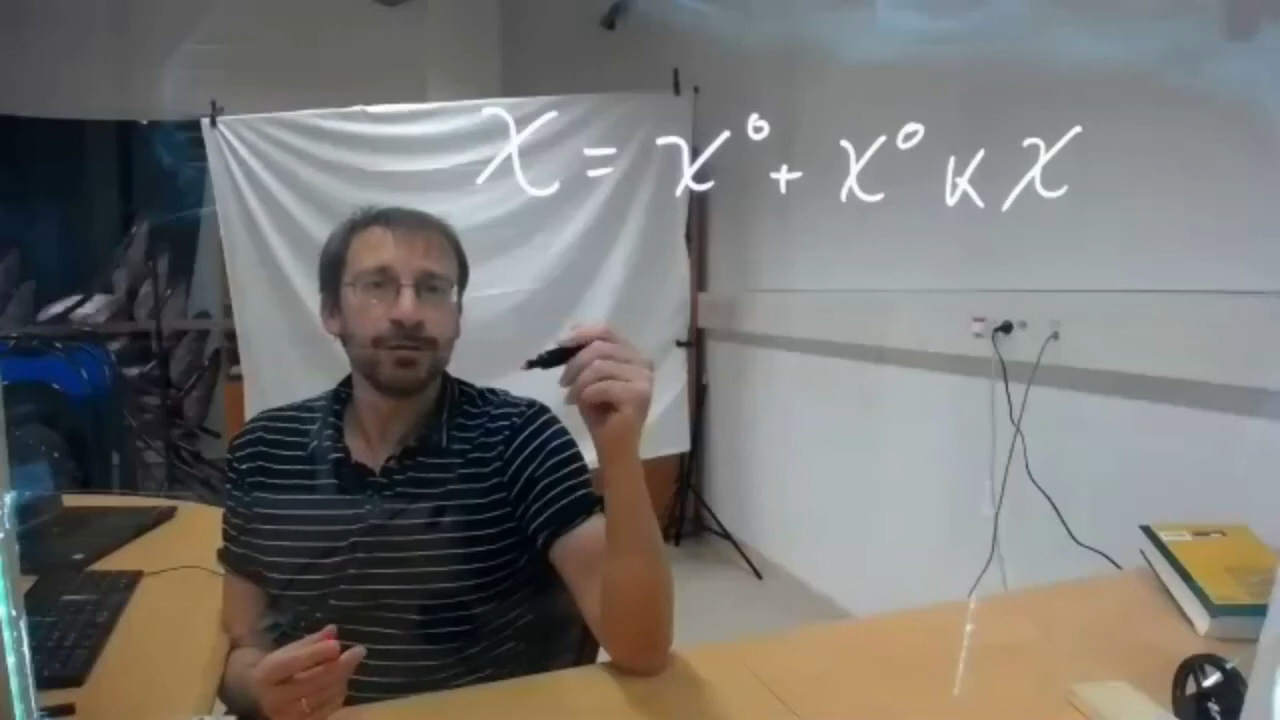 χ = χ⁰ + χ⁰ K χ